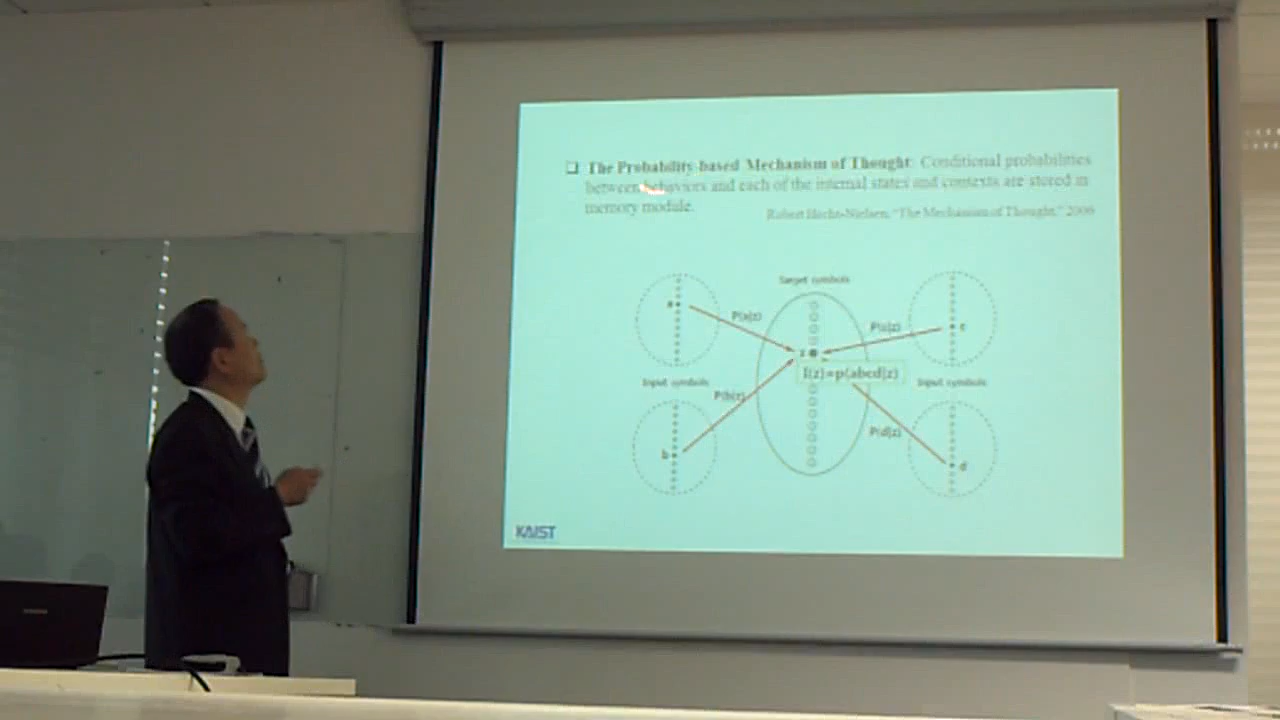 ❑ The Probability-based Mechanism of Thought: Conditional probabilities
between behaviors and each of the internal states and contexts are stored in
memory module.
Robert Hecht-Nielsen, "The Mechanism of Thought," 2006
Target symbols
a
P(a|z)
P(c|z)
c
z
I(z)=p(abcd|z)
Input symbols
Input symbols
P(b|z)
P(d|z)
b
d
KAIST